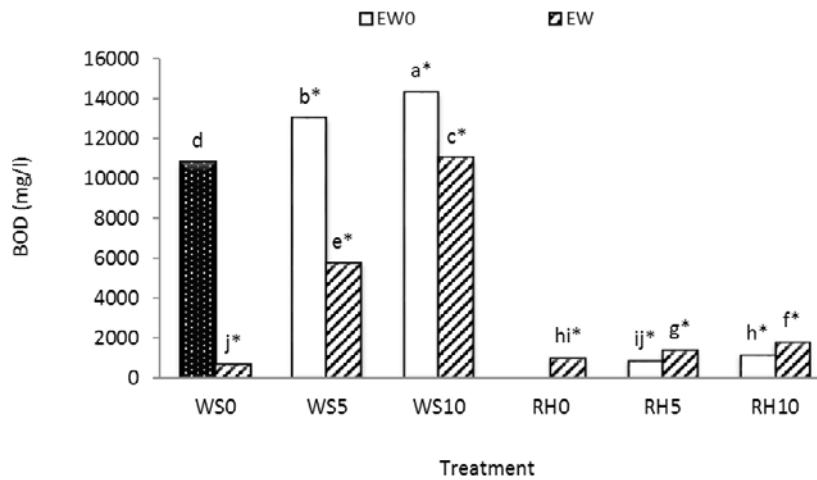 EW0 EW
16000
14000
12000
10000
8000
6000
4000
2000
0
BOD (mg/l)
d
j*
b*
e*
a*
c*
hi*
ij*
g*
h*
f*
WS0 WS5 WS10 RH0 RH5 RH10
Treatment